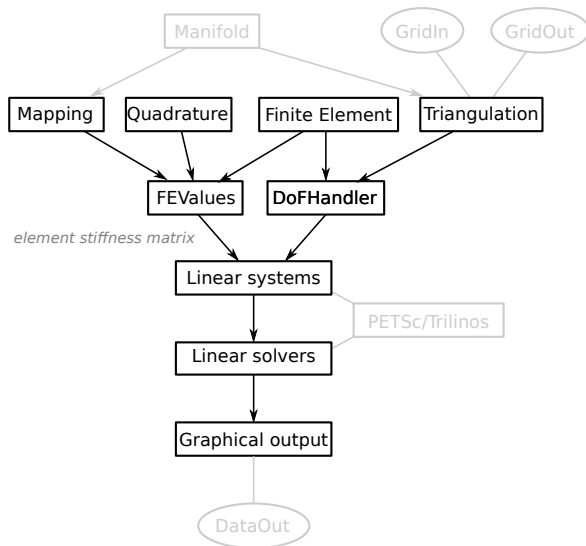 Manifold
GridIn
GridOut
Mapping
Quadrature
Finite Element
Triangulation
FEValues
DoFHandler
element stiffness matrix
Linear systems
PETSc/Trilinos
Linear solvers
Graphical output
DataOut